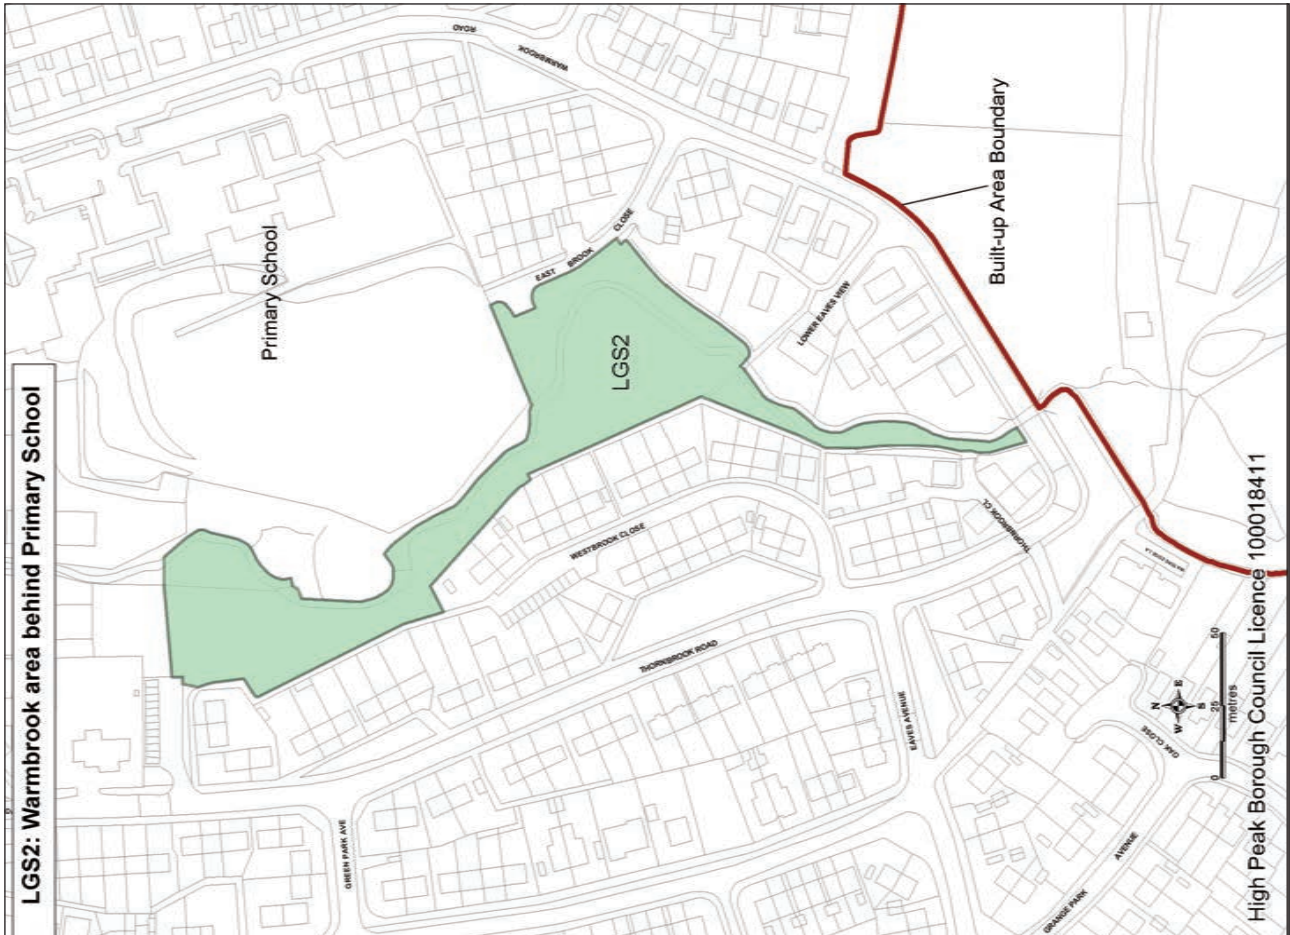 LGS2: Warmbrook area behind Primary School
Primary School
WARMBROOK
ROAD
EAST BROOK CLOSE
LGS2
LOWER EAVES VIEW
Built-up Area Boundary
WESTBROOK CLOSE
THORNBROOK CL
THORNBROOK ROAD
GREEN PARK AVE
EAVES AVENUE
OAK CLOSE
GRANGE PARK
AVENUE
N
W
E
S
0 25 50
metres
High Peak Borough Council Licence 100018411